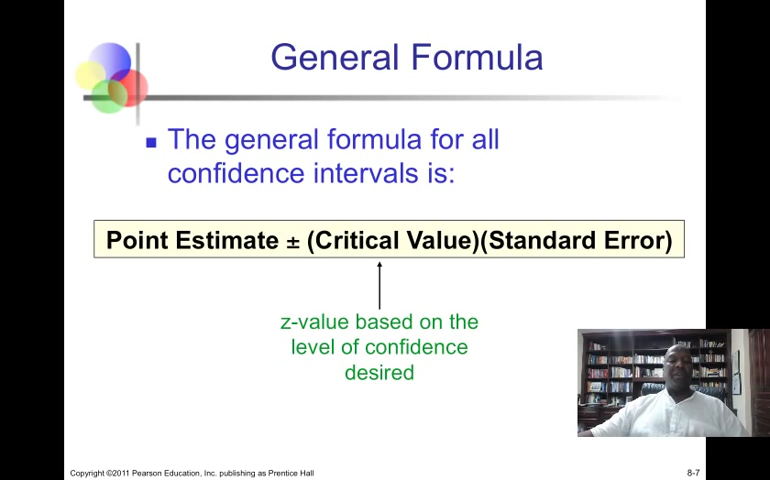 General Formula
The general formula for all
confidence intervals is:
Point Estimate ± (Critical Value)(Standard Error)
z-value based on the
level of confidence
desired
Copyright ©2011 Pearson Education, Inc. publishing as Prentice Hall
8-7